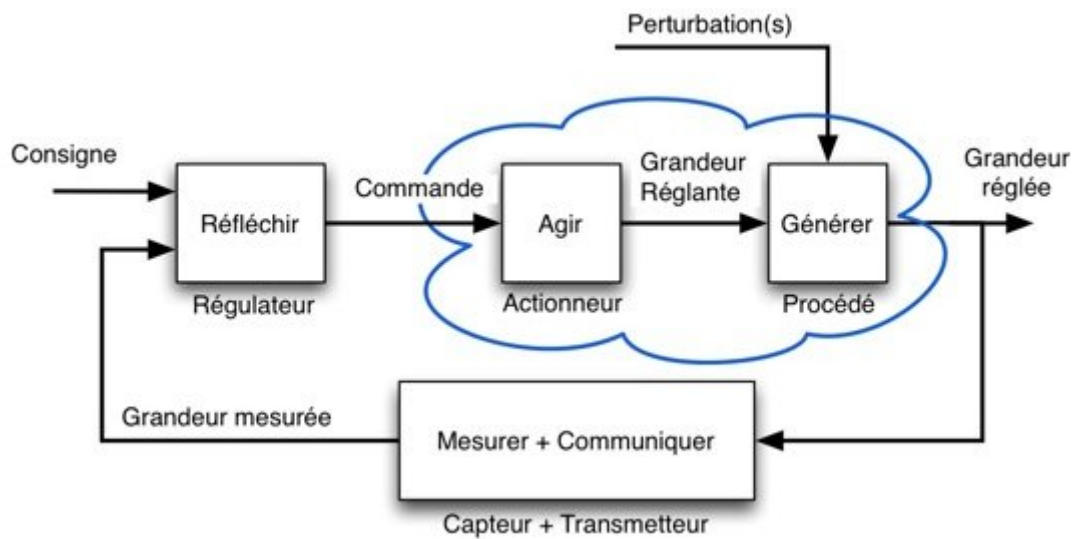 Perturbation(s)
Consigne
Grandeur
réglée
Commande
Grandeur
Réglante
Réfléchir
Agir
Générer
Régulateur
Actionneur
Procédé
Grandeur mesurée
Mesurer + Communiquer
Capteur + Transmetteur